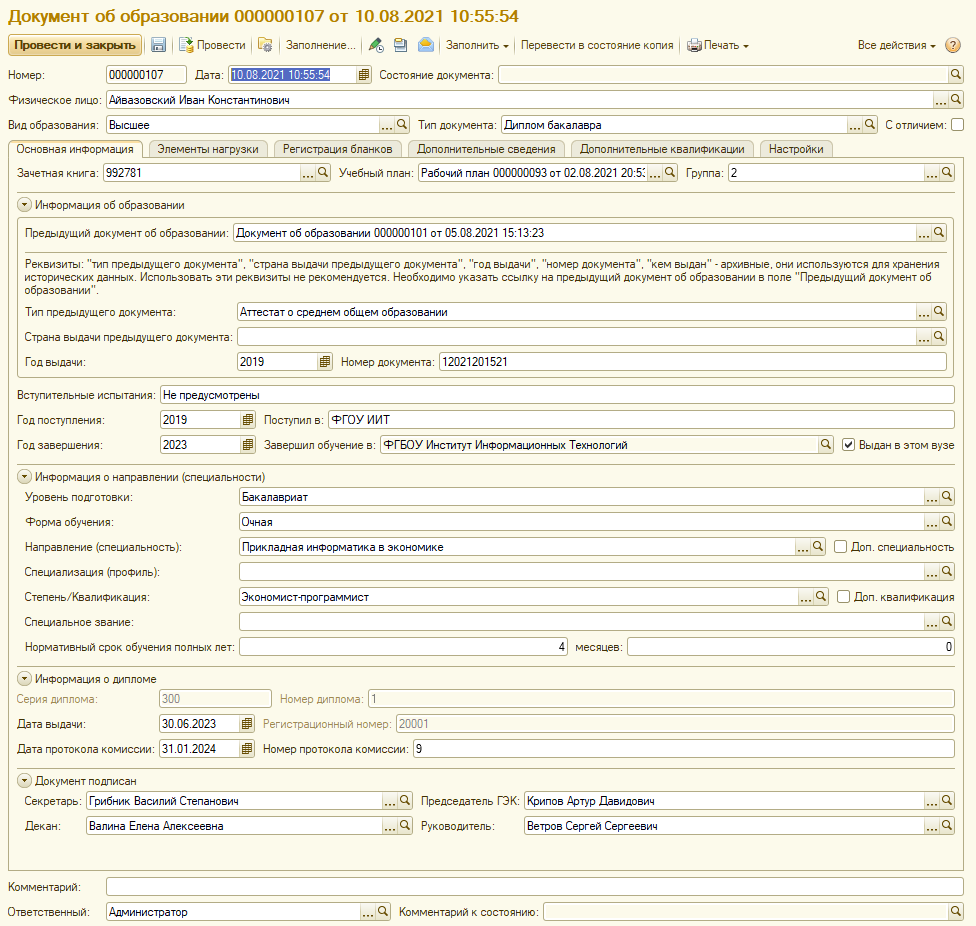 Документ об образовании 000000107 от 10.08.2021 10:55:54
Провести и закрыть Провести Заполнение... Заполнить Перевести в состояние копия Печать Все действия ?
Номер: 000000107 Дата: 10.08.2021 10:55:54 Состояние документа:
Физическое лицо: Айвазовский Иван Константинович ...
Вид образования: Высшее ... Тип документа: Диплом бакалавра ... С отличием:
Основная информация Элементы нагрузки Регистрация бланков Дополнительные сведения Дополнительные квалификации Настройки
Зачетная книга: 992781 ... Учебный план: Рабочий план 000000093 от 02.08.2021 20:53 ... Группа: 2 ...
Информация об образовании
Предыдущий документ об образовании: Документ об образовании 000000101 от 05.08.2021 15:13:23 ...
Реквизиты: "тип предыдущего документа", "страна выдачи предыдущего документа", "год выдачи", "номер документа", "кем выдан" - архивные, они используются для хранения
исторических данных. Использовать эти реквизиты не рекомендуется. Необходимо указать ссылку на предыдущий документ об образовании в поле "Предыдущий документ об
образовании".
Тип предыдущего документа: Аттестат о среднем общем образовании ...
Страна выдачи предыдущего документа: ...
Год выдачи: 2019 Номер документа: 12021201521
Вступительные испытания: Не предусмотрены
Год поступления: 2019 Поступил в: ФГОУ ИИТ
Год завершения: 2023 Завершил обучение в: ФГБОУ Институт Информационных Технологий Выдан в этом вузе
Информация о направлении (специальности)
Уровень подготовки: Бакалавриат ...
Форма обучения: Очная ...
Направление (специальность): Прикладная информатика в экономике ... Доп. специальность
Специализация (профиль): ...
Степень/Квалификация: Экономист-программист ... Доп. квалификация
Специальное звание: ...
Нормативный срок обучения полных лет: 4 месяцев: 0
Информация о дипломе
Серия диплома: 300 Номер диплома: 1
Дата выдачи: 30.06.2023 Регистрационный номер: 20001
Дата протокола комиссии: 31.01.2024 Номер протокола комиссии: 9
Документ подписан
Секретарь: Грибник Василий Степанович ... Председатель ГЭК: Крипов Артур Давидович ...
Декан: Валина Елена Алексеевна ... Руководитель: Ветров Сергей Сергеевич ...
Комментарий:
Ответственный: Администратор ... Комментарий к состоянию: